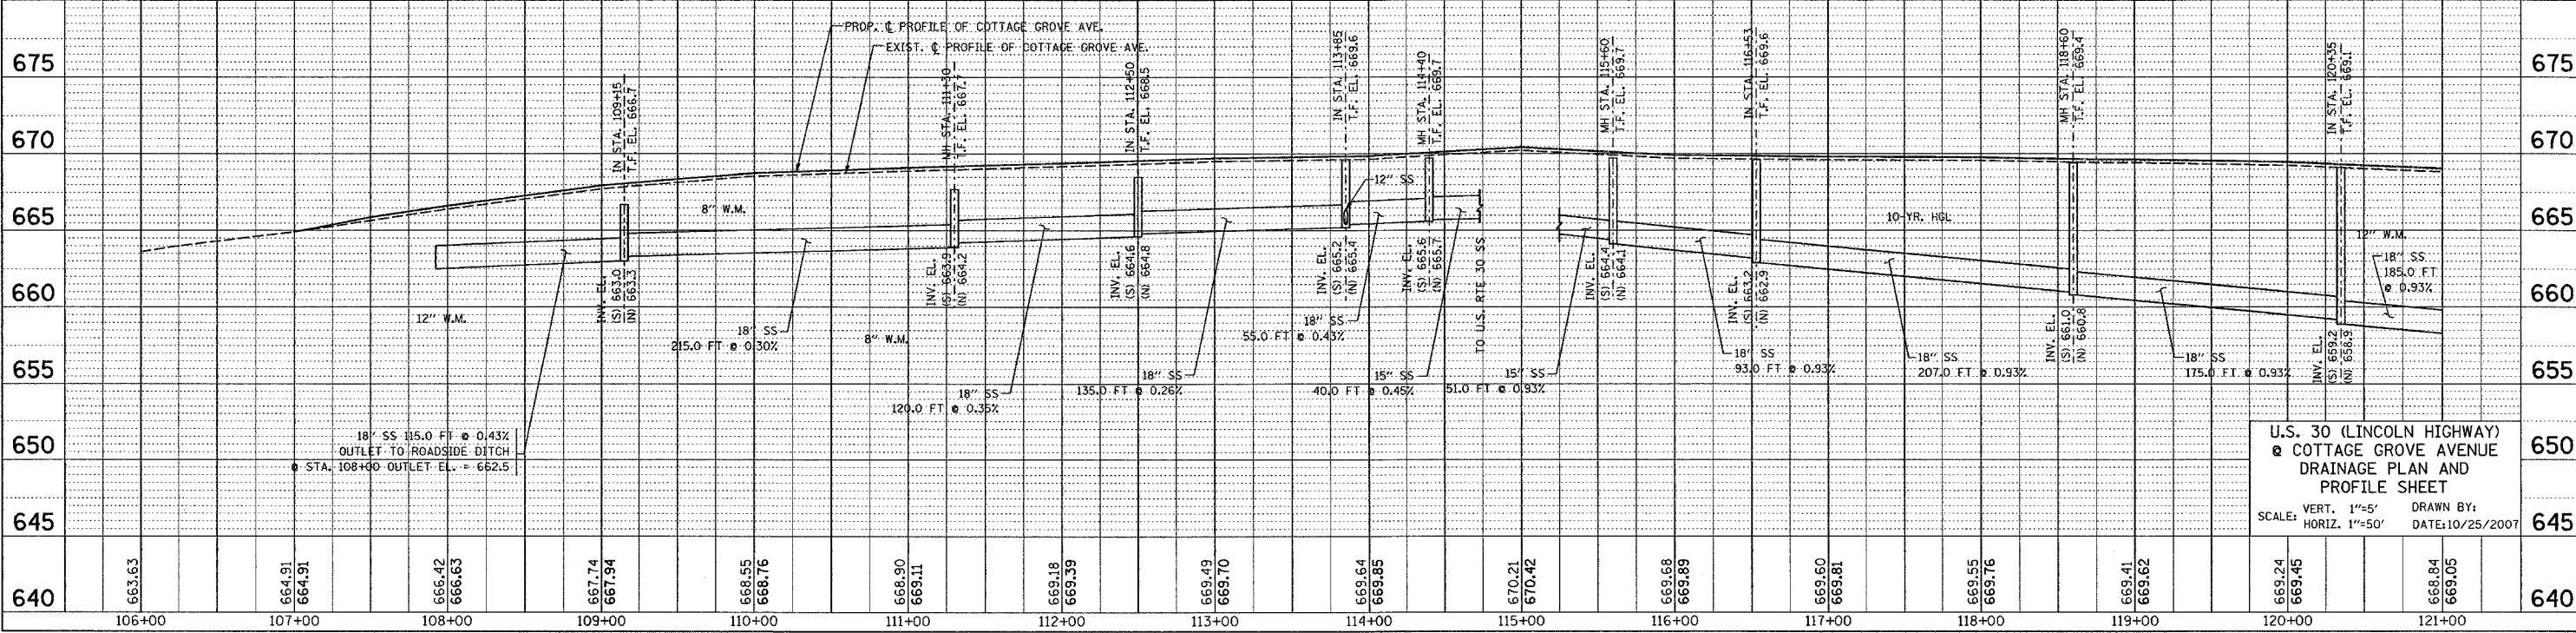 PROP. ℄ PROFILE OF COTTAGE GROVE AVE.
EXIST. ℄ PROFILE OF COTTAGE GROVE AVE.
675
670
665
660
655
650
645
640
675
670
665
660
655
650
645
640
IN STA. 109+15
T.F. EL. 666.7
MH STA. 111+30
T.F. EL. 667.7
IN STA. 112+50
T.F. EL. 668.5
IN STA. 113+85
T.F. EL. 669.6
MH STA. 114+40
T.F. EL. 669.7
MH STA. 115+60
T.F. EL. 669.7
IN STA. 116+53
T.F. EL. 669.6
MH STA. 118+60
T.F. EL. 669.4
IN STA. 120+35
T.F. EL. 669.1
8" W.M.
12" SS
10-YR. HGL
12" W.M.
18" SS
185.0 FT
@ 0.93%
INV. EL.
(S) 663.0
(N) 663.3
INV. EL.
(S) 663.9
(N) 664.2
INV. EL.
(S) 664.6
(N) 664.8
INV. EL.
(S) 665.2
(N) 665.4
INV. EL.
(S) 665.6
(N) 665.7
TO U.S. RTE 30 SS
INV. EL.
(S) 664.4
(N) 664.1
INV. EL.
(S) 663.2
(N) 662.9
INV. EL.
(S) 661.0
(N) 660.8
INV. EL.
(S) 659.2
(N) 658.9
12" W.M.
18" SS
215.0 FT @ 0.30%
8" W.M.
18" SS
120.0 FT @ 0.35%
18" SS
135.0 FT @ 0.26%
18" SS
55.0 FT @ 0.43%
15" SS
40.0 FT @ 0.45%
15" SS
51.0 FT @ 0.93%
18" SS
93.0 FT @ 0.93%
18" SS
207.0 FT @ 0.93%
18" SS
175.0 FT @ 0.93%
18" SS 115.0 FT @ 0.43%
OUTLET TO ROADSIDE DITCH
@ STA. 108+00 OUTLET EL. = 662.5
U.S. 30 (LINCOLN HIGHWAY)
@ COTTAGE GROVE AVENUE
DRAINAGE PLAN AND
PROFILE SHEET
SCALE: VERT. 1"=5' DRAWN BY:
HORIZ. 1"=50' DATE:10/25/2007
663.63
664.91
664.91
666.42
666.63
667.74
667.94
668.55
668.76
668.90
669.11
669.18
669.39
669.49
669.70
669.64
669.85
670.21
670.42
669.68
669.89
669.60
669.81
669.55
669.76
669.41
669.62
669.24
669.45
668.84
669.05
106+00 107+00 108+00 109+00 110+00 111+00 112+00 113+00 114+00 115+00 116+00 117+00 118+00 119+00 120+00 121+00